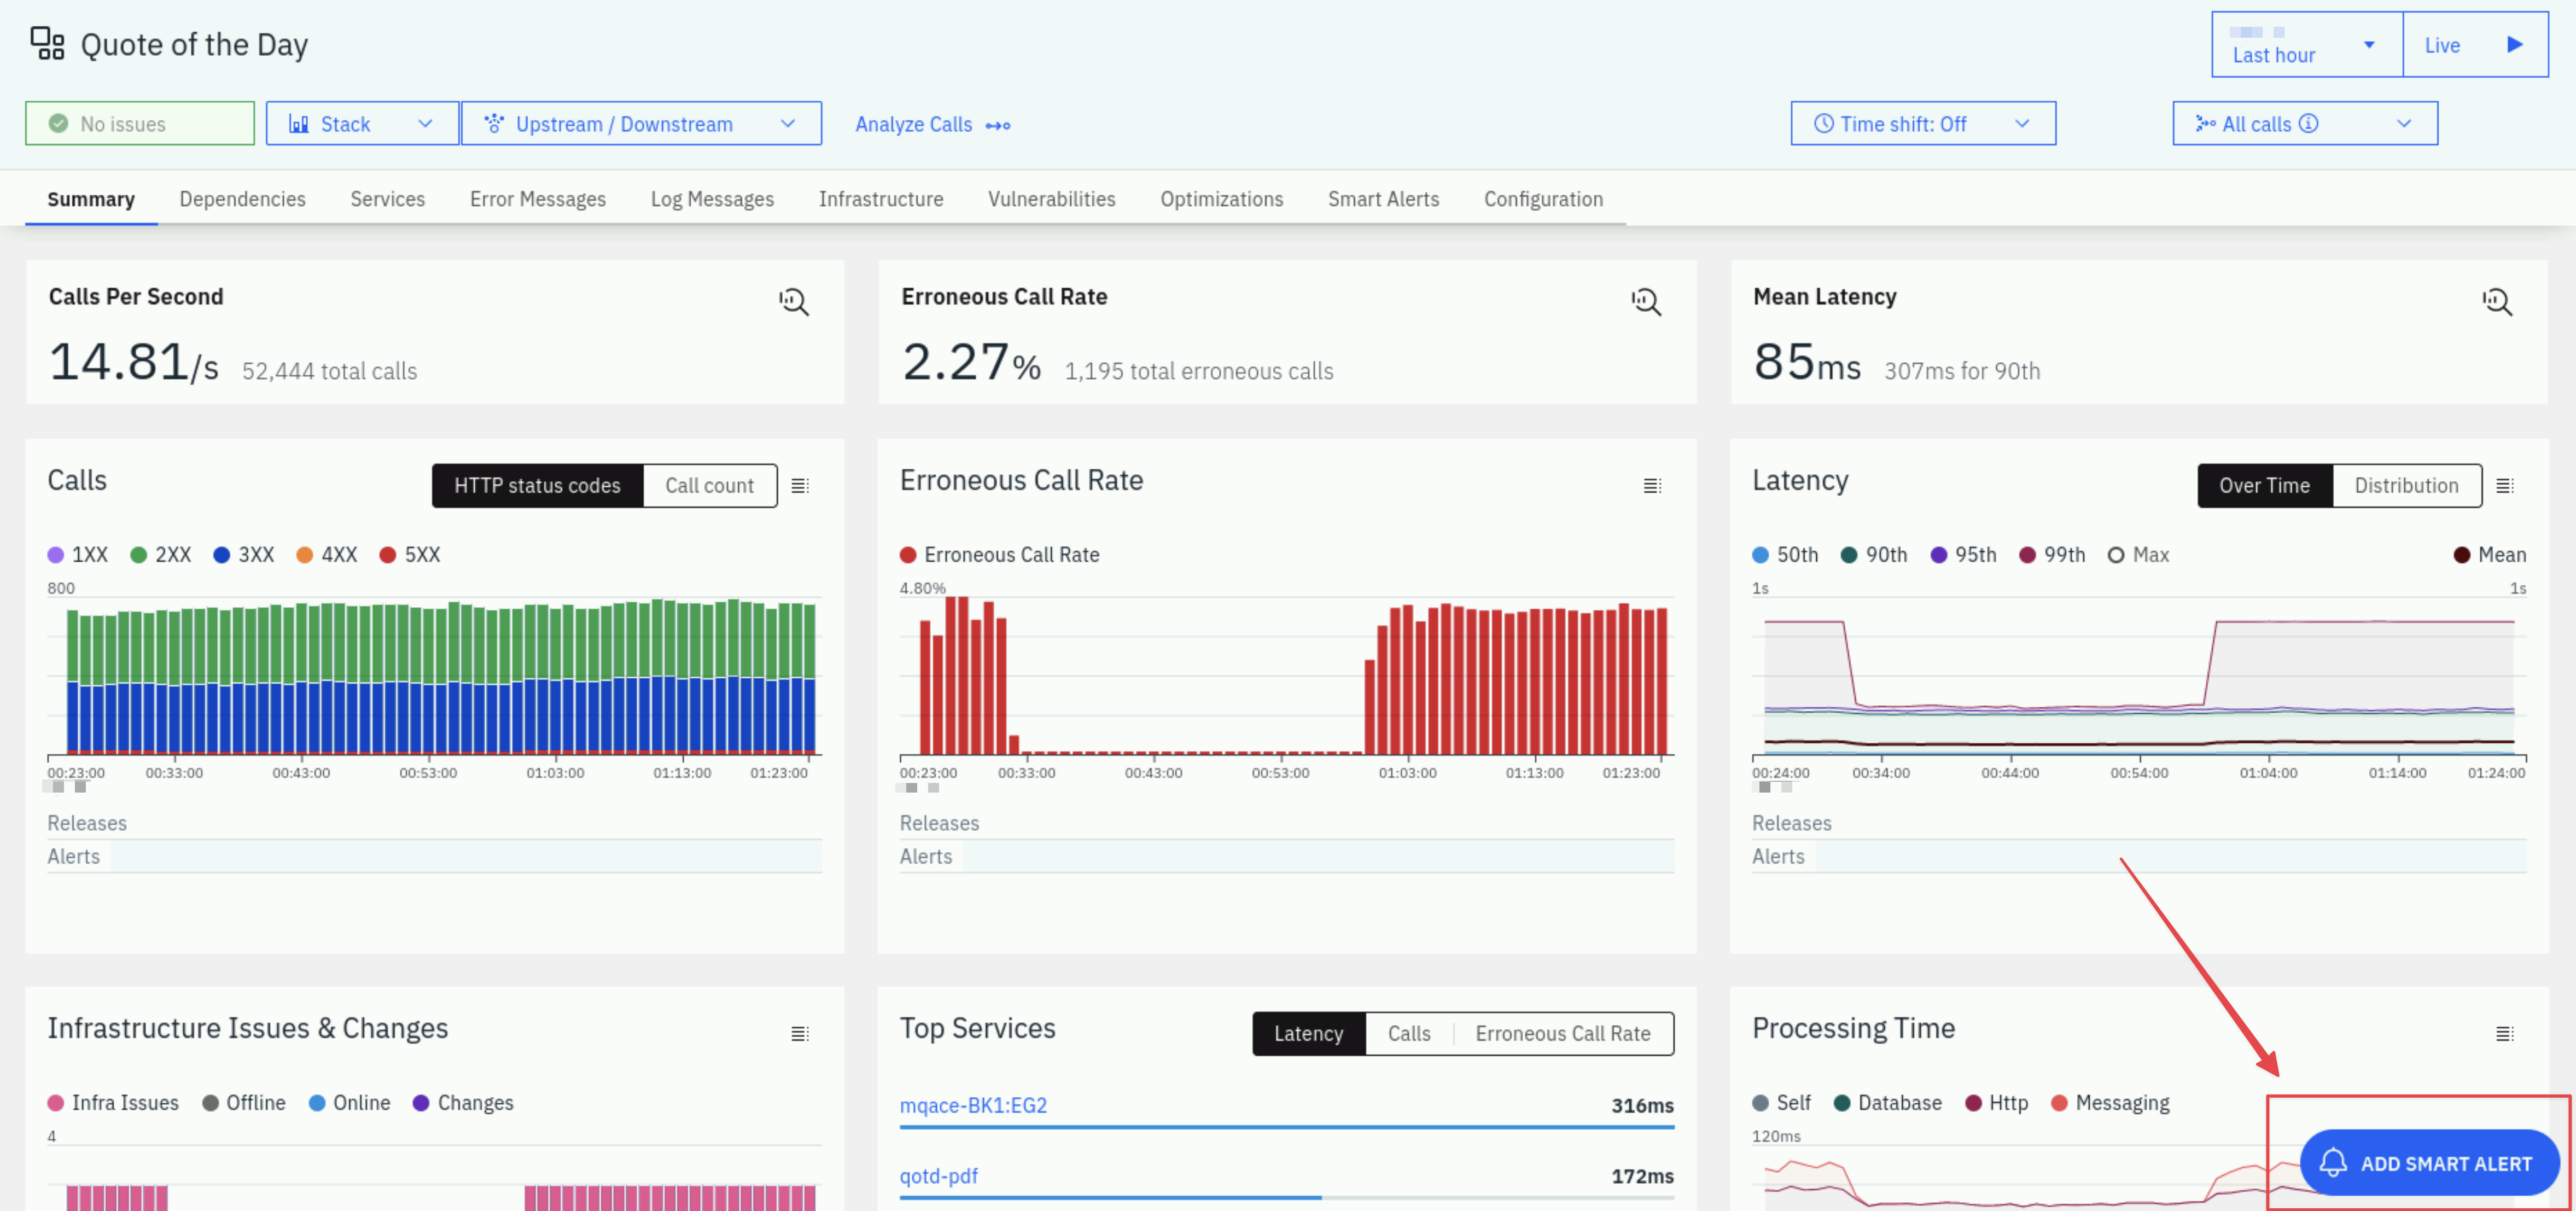 Quote of the Day
Last hour
Live
No issues
Stack
Upstream / Downstream
Analyze Calls
Time shift: Off
All calls
Summary
Dependencies
Services
Error Messages
Log Messages
Infrastructure
Vulnerabilities
Optimizations
Smart Alerts
Configuration
Calls Per Second
14.81/s 52,444 total calls
Erroneous Call Rate
2.27% 1,195 total erroneous calls
Mean Latency
85ms 307ms for 90th
Calls
HTTP status codes
Call count
1XX 2XX 3XX 4XX 5XX
800
00:23:00 00:33:00 00:43:00 00:53:00 01:03:00 01:13:00 01:23:00
Releases
Alerts
Erroneous Call Rate
Erroneous Call Rate
4.80%
00:23:00 00:33:00 00:43:00 00:53:00 01:03:00 01:13:00 01:23:00
Releases
Alerts
Latency
Over Time
Distribution
50th 90th 95th 99th Max Mean
1s 1s
00:24:00 00:34:00 00:44:00 00:54:00 01:04:00 01:14:00 01:24:00
Releases
Alerts
Infrastructure Issues & Changes
Infra Issues Offline Online Changes
4
Top Services
Latency
Calls
Erroneous Call Rate
mqace-BK1:EG2 316ms
qotd-pdf 172ms
Processing Time
Self Database Http Messaging
120ms
ADD SMART ALERT